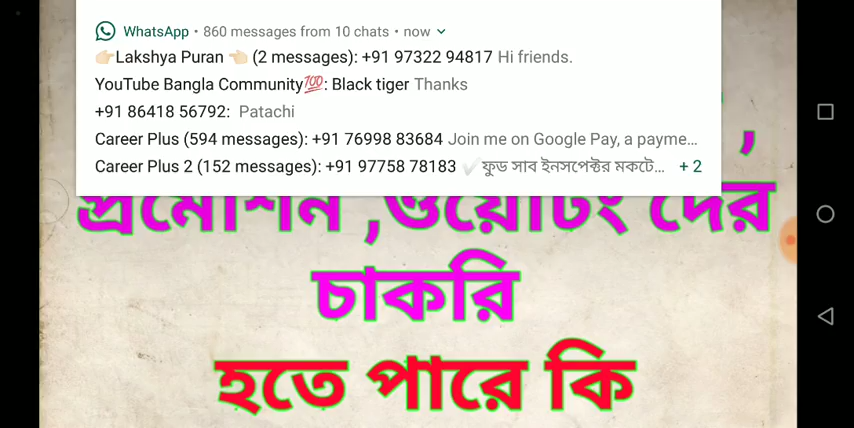 WhatsApp • 860 messages from 10 chats • now
👉🏻Lakshya Puran 👈🏻 (2 messages): +91 97322 94817 Hi friends.
YouTube Bangla Community💯: Black tiger Thanks
+91 86418 56792: Patachi
Career Plus (594 messages): +91 76998 83684 Join me on Google Pay, a payme...
Career Plus 2 (152 messages): +91 97758 78183 ✔️ফুড সাব ইনসপেক্টর মকটে... + 2
,
প্রমোশন ,ওয়েটিং দের
চাকরি
হতে পারে কি